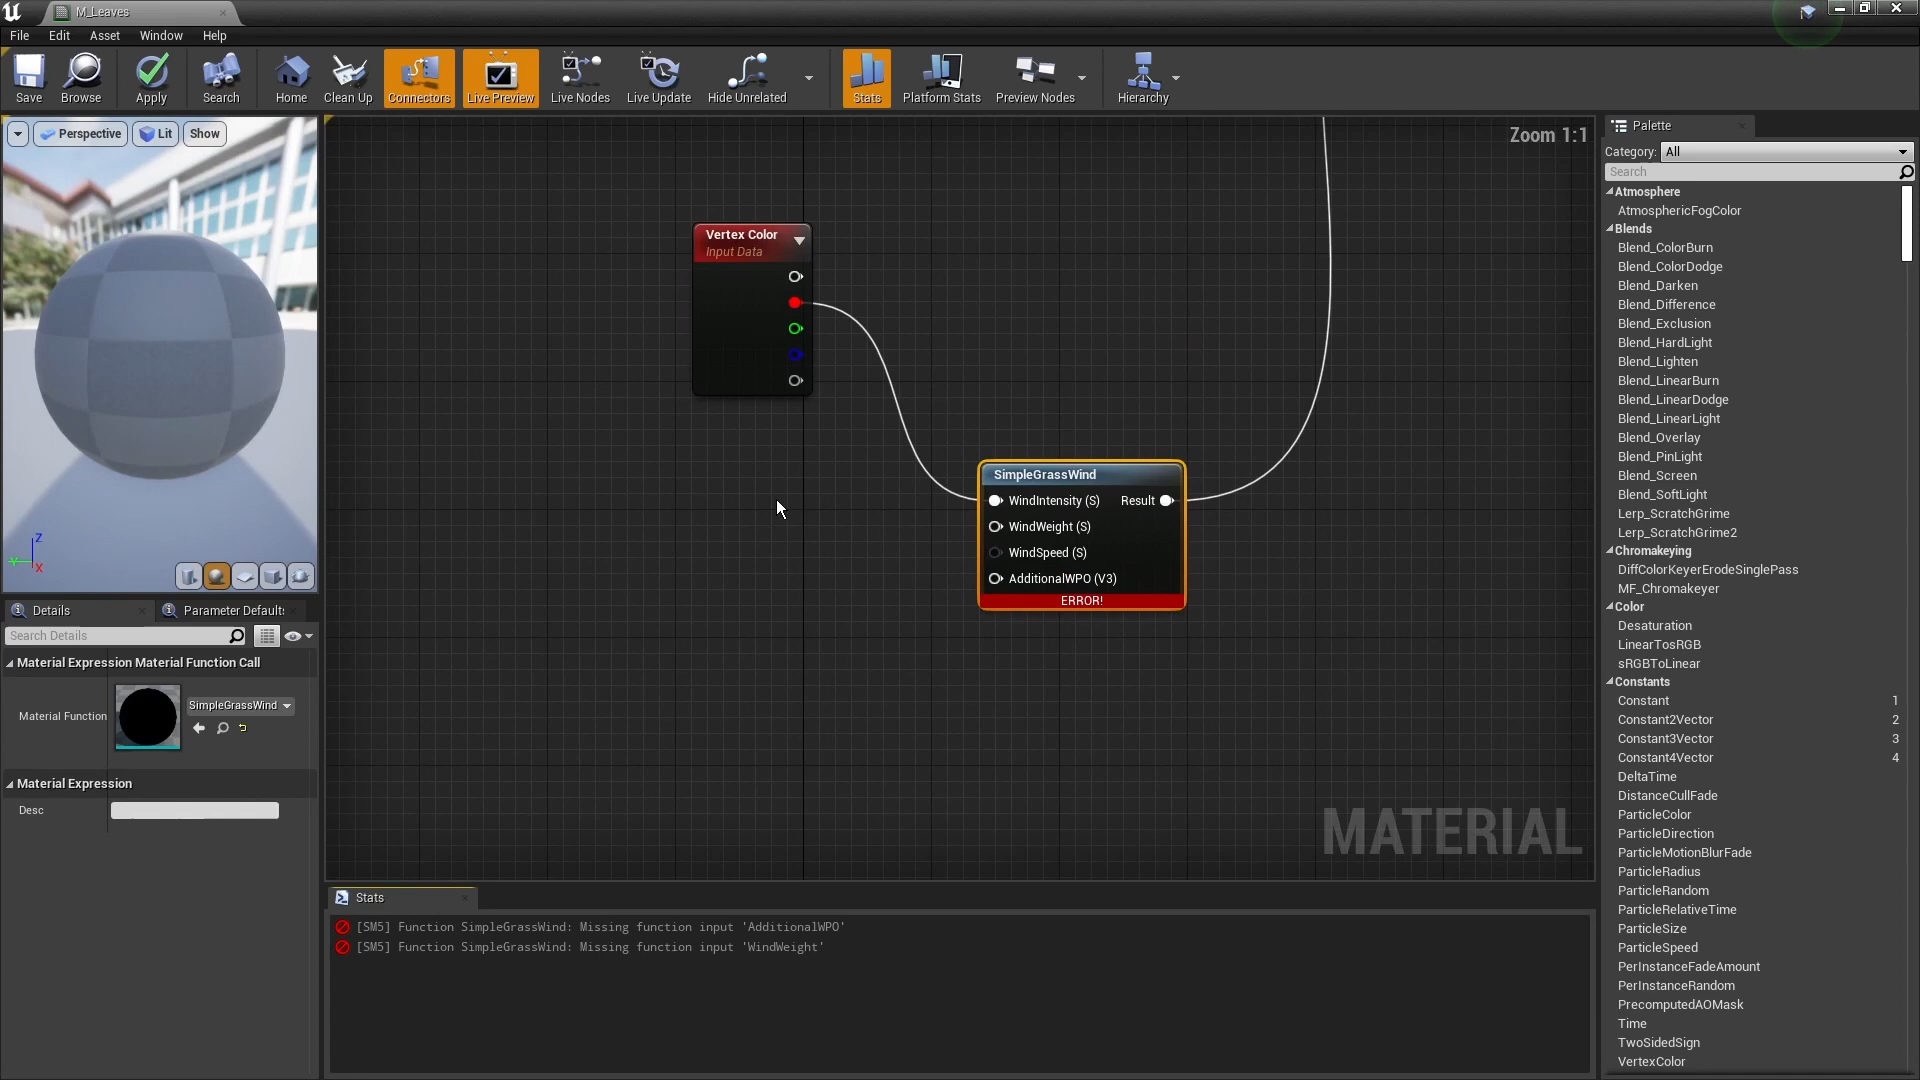 M_Leaves
File Edit Asset Window Help
Save Browse Apply Search Home Clean Up Connectors Live Preview Live Nodes Live Update Hide Unrelated Stats Platform Stats Preview Nodes Hierarchy
Perspective Lit Show
Zoom 1:1
Z
Y
X
Vertex Color
Input Data
SimpleGrassWind
WindIntensity (S) Result
WindWeight (S)
WindSpeed (S)
AdditionalWPO (V3)
ERROR!
MATERIAL
Details Parameter Defaults
Search Details
Material Expression Material Function Call
Material Function SimpleGrassWind
Material Expression
Desc
Stats
[SM5] Function SimpleGrassWind: Missing function input 'AdditionalWPO'
[SM5] Function SimpleGrassWind: Missing function input 'WindWeight'
Palette
Category: All
Search
Atmosphere
AtmosphericFogColor
Blends
Blend_ColorBurn
Blend_ColorDodge
Blend_Darken
Blend_Difference
Blend_Exclusion
Blend_HardLight
Blend_Lighten
Blend_LinearBurn
Blend_LinearDodge
Blend_LinearLight
Blend_Overlay
Blend_PinLight
Blend_Screen
Blend_SoftLight
Lerp_ScratchGrime
Lerp_ScratchGrime2
Chromakeying
DiffColorKeyerErodeSinglePass
MF_Chromakeyer
Color
Desaturation
LinearTosRGB
sRGBToLinear
Constants
Constant 1
Constant2Vector 2
Constant3Vector 3
Constant4Vector 4
DeltaTime
DistanceCullFade
ParticleColor
ParticleDirection
ParticleMotionBlurFade
ParticleRadius
ParticleRandom
ParticleRelativeTime
ParticleSize
ParticleSpeed
PerInstanceFadeAmount
PerInstanceRandom
PrecomputedAOMask
Time
TwoSidedSign
VertexColor